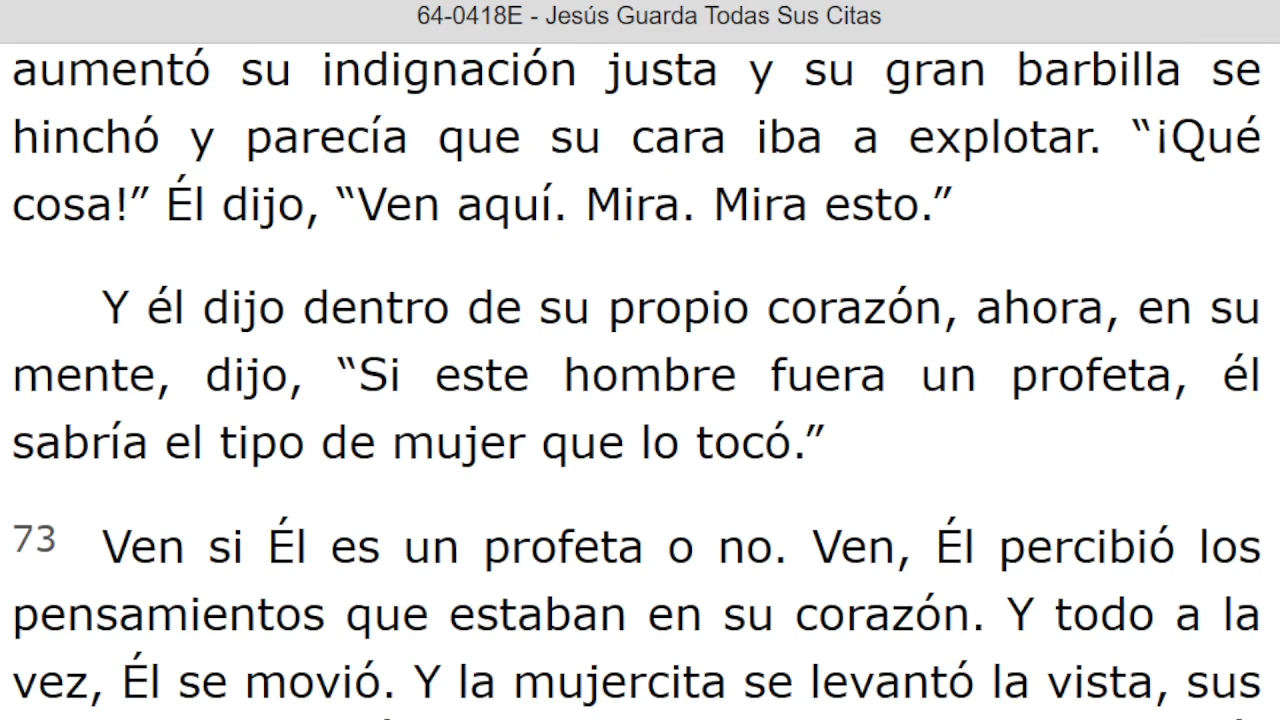 64-0418E - Jesús Guarda Todas Sus Citas
aumentó su indignación justa y su gran barbilla se
hinchó y parecía que su cara iba a explotar. “¡Qué
cosa!” Él dijo, “Ven aquí. Mira. Mira esto.”
Y él dijo dentro de su propio corazón, ahora, en su
mente, dijo, “Si este hombre fuera un profeta, él
sabría el tipo de mujer que lo tocó.”
73 Ven si Él es un profeta o no. Ven, Él percibió los
pensamientos que estaban en su corazón. Y todo a la
vez, Él se movió. Y la mujercita se levantó la vista, sus